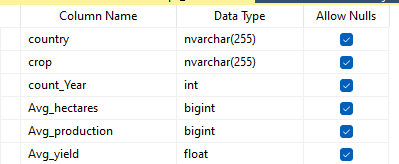 Column Name Data Type Allow Nulls
country nvarchar(255)
crop nvarchar(255)
count_Year int
Avg_hectares bigint
Avg_production bigint
Avg_yield float